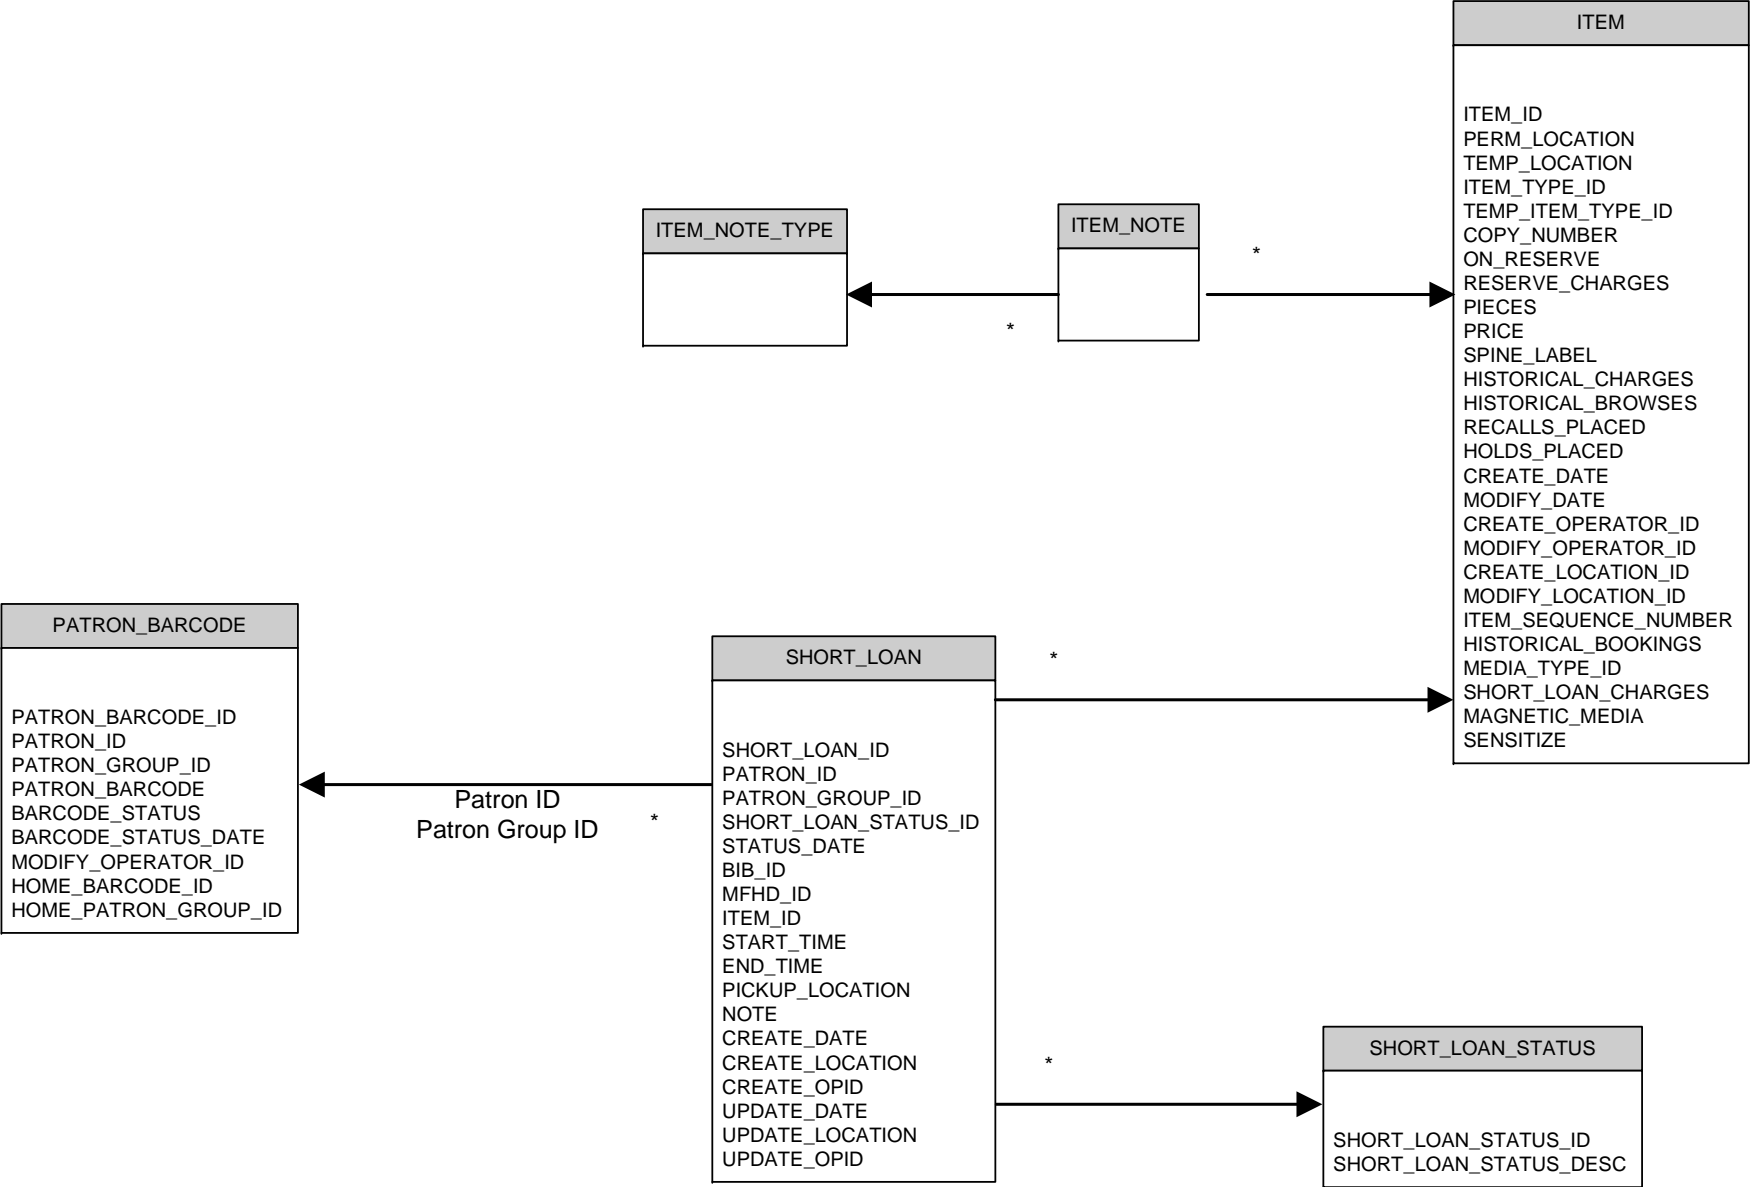 ITEM
ITEM_ID
PERM_LOCATION
TEMP_LOCATION
ITEM_TYPE_ID
TEMP_ITEM_TYPE_ID
COPY_NUMBER
ON_RESERVE
RESERVE_CHARGES
PIECES
PRICE
SPINE_LABEL
HISTORICAL_CHARGES
HISTORICAL_BROWSES
RECALLS_PLACED
HOLDS_PLACED
CREATE_DATE
MODIFY_DATE
CREATE_OPERATOR_ID
MODIFY_OPERATOR_ID
CREATE_LOCATION_ID
MODIFY_LOCATION_ID
ITEM_SEQUENCE_NUMBER
HISTORICAL_BOOKINGS
MEDIA_TYPE_ID
SHORT_LOAN_CHARGES
MAGNETIC_MEDIA
SENSITIZE
ITEM_NOTE_TYPE
ITEM_NOTE
*
*
PATRON_BARCODE
PATRON_BARCODE_ID
PATRON_ID
PATRON_GROUP_ID
PATRON_BARCODE
BARCODE_STATUS
BARCODE_STATUS_DATE
MODIFY_OPERATOR_ID
HOME_BARCODE_ID
HOME_PATRON_GROUP_ID
Patron ID
Patron Group ID
*
SHORT_LOAN
SHORT_LOAN_ID
PATRON_ID
PATRON_GROUP_ID
SHORT_LOAN_STATUS_ID
STATUS_DATE
BIB_ID
MFHD_ID
ITEM_ID
START_TIME
END_TIME
PICKUP_LOCATION
NOTE
CREATE_DATE
CREATE_LOCATION
CREATE_OPID
UPDATE_DATE
UPDATE_LOCATION
UPDATE_OPID
*
*
SHORT_LOAN_STATUS
SHORT_LOAN_STATUS_ID
SHORT_LOAN_STATUS_DESC